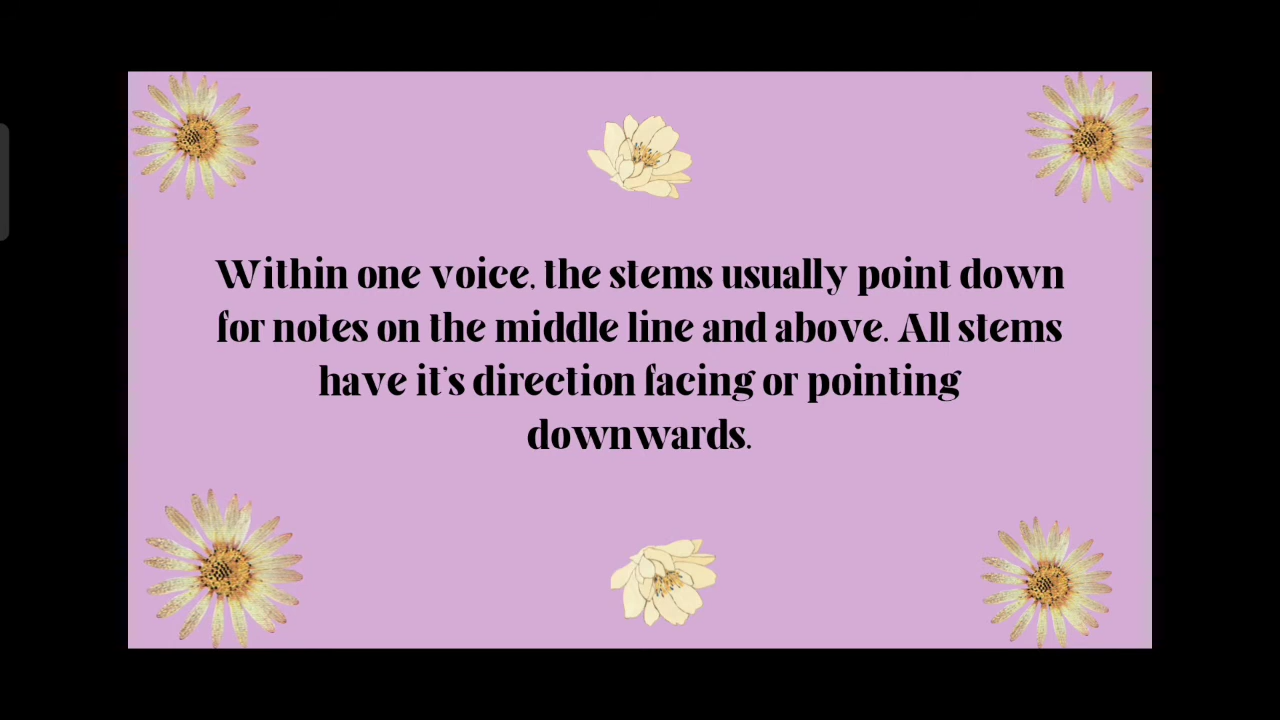 Within one voice, the stems usually point down
for notes on the middle line and above. All stems
have it's direction facing or pointing
downwards.